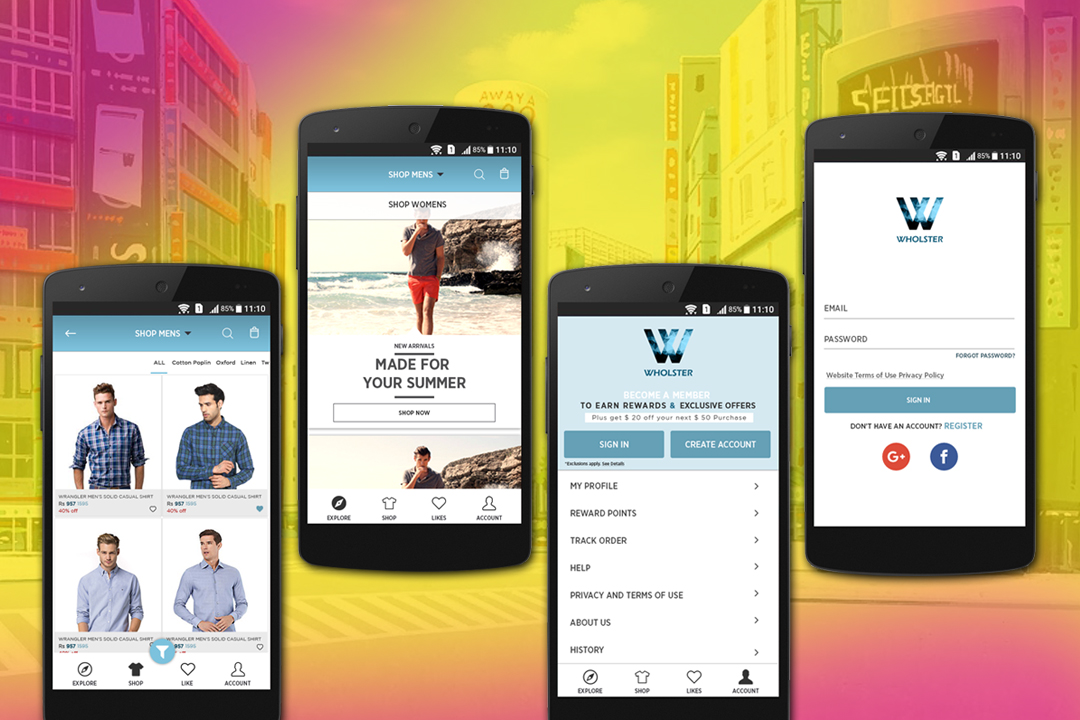 AWAYA
11:10
85%
1
SHOP MENS
ALL Cotton Poplin Oxford Linen Tw
WRANGLER MEN'S SOLID CASUAL SHIRT
Rs 957 1595
40% off
WRANGLER MEN'S SOLID CASUAL SHIRT
Rs 957 1595
40% off
WRANGLER MEN'S SOLID CASUAL SHIRT
Rs 957 1595
WRANGLER MEN'S SOLID CASUAL SHIRT
Rs 957 1595
EXPLORE
SHOP
LIKE
ACCOUNT
1 85% 11:10
SHOP MENS
SHOP WOMENS
NEW ARRIVALS
MADE FOR
YOUR SUMMER
SHOP NOW
EXPLORE
SHOP
LIKES
ACCOUNT
1 85% 11:10
WHOLSTER
BECOME A MEMBER
TO EARN REWARDS & EXCLUSIVE OFFERS
Plus get $ 20 off your next $ 50 Purchase
SIGN IN
CREATE ACCOUNT
*Exclusions apply. See Details
MY PROFILE
REWARD POINTS
TRACK ORDER
HELP
PRIVACY AND TERMS OF USE
ABOUT US
HISTORY
EXPLORE
SHOP
LIKES
ACCOUNT
1 85% 11:10
WHOLSTER
EMAIL
PASSWORD
FORGOT PASSWORD?
Website Terms of Use Privacy Policy
SIGN IN
DON'T HAVE AN ACCOUNT? REGISTER
G+
f